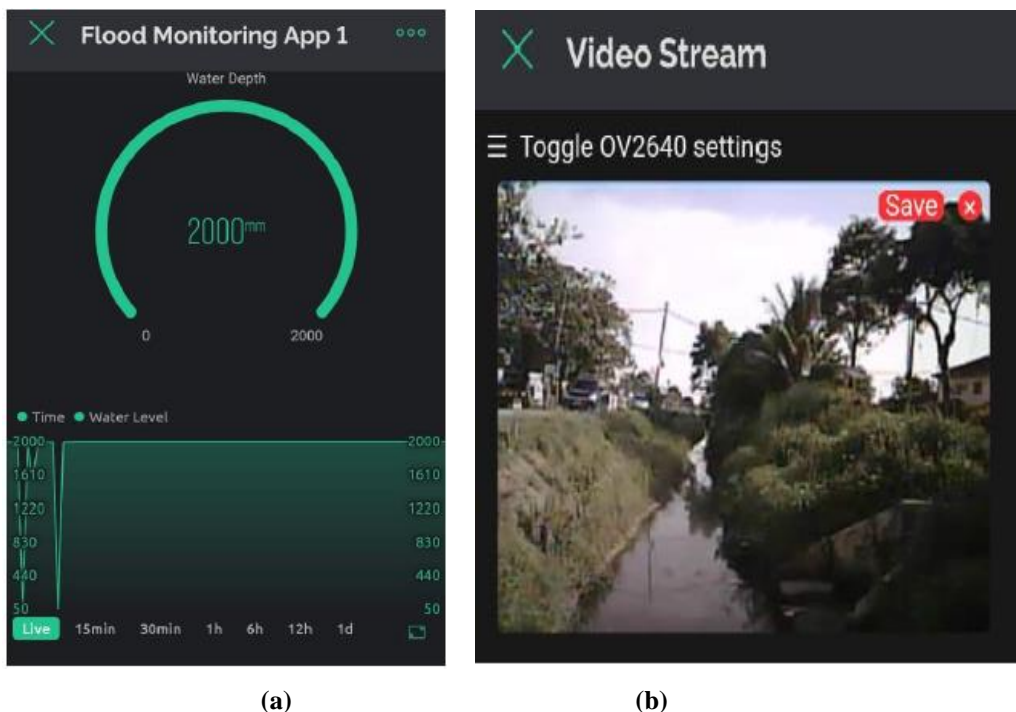 Flood Monitoring App 1
Water Depth
2000mm
0 2000
Time Water Level
2000 2000
1610 1610
1220 1220
830 830
440 440
50 50
Live 15min 30min 1h 6h 12h 1d
(a)
Video Stream
Toggle OV2640 settings
Save ×
(b)